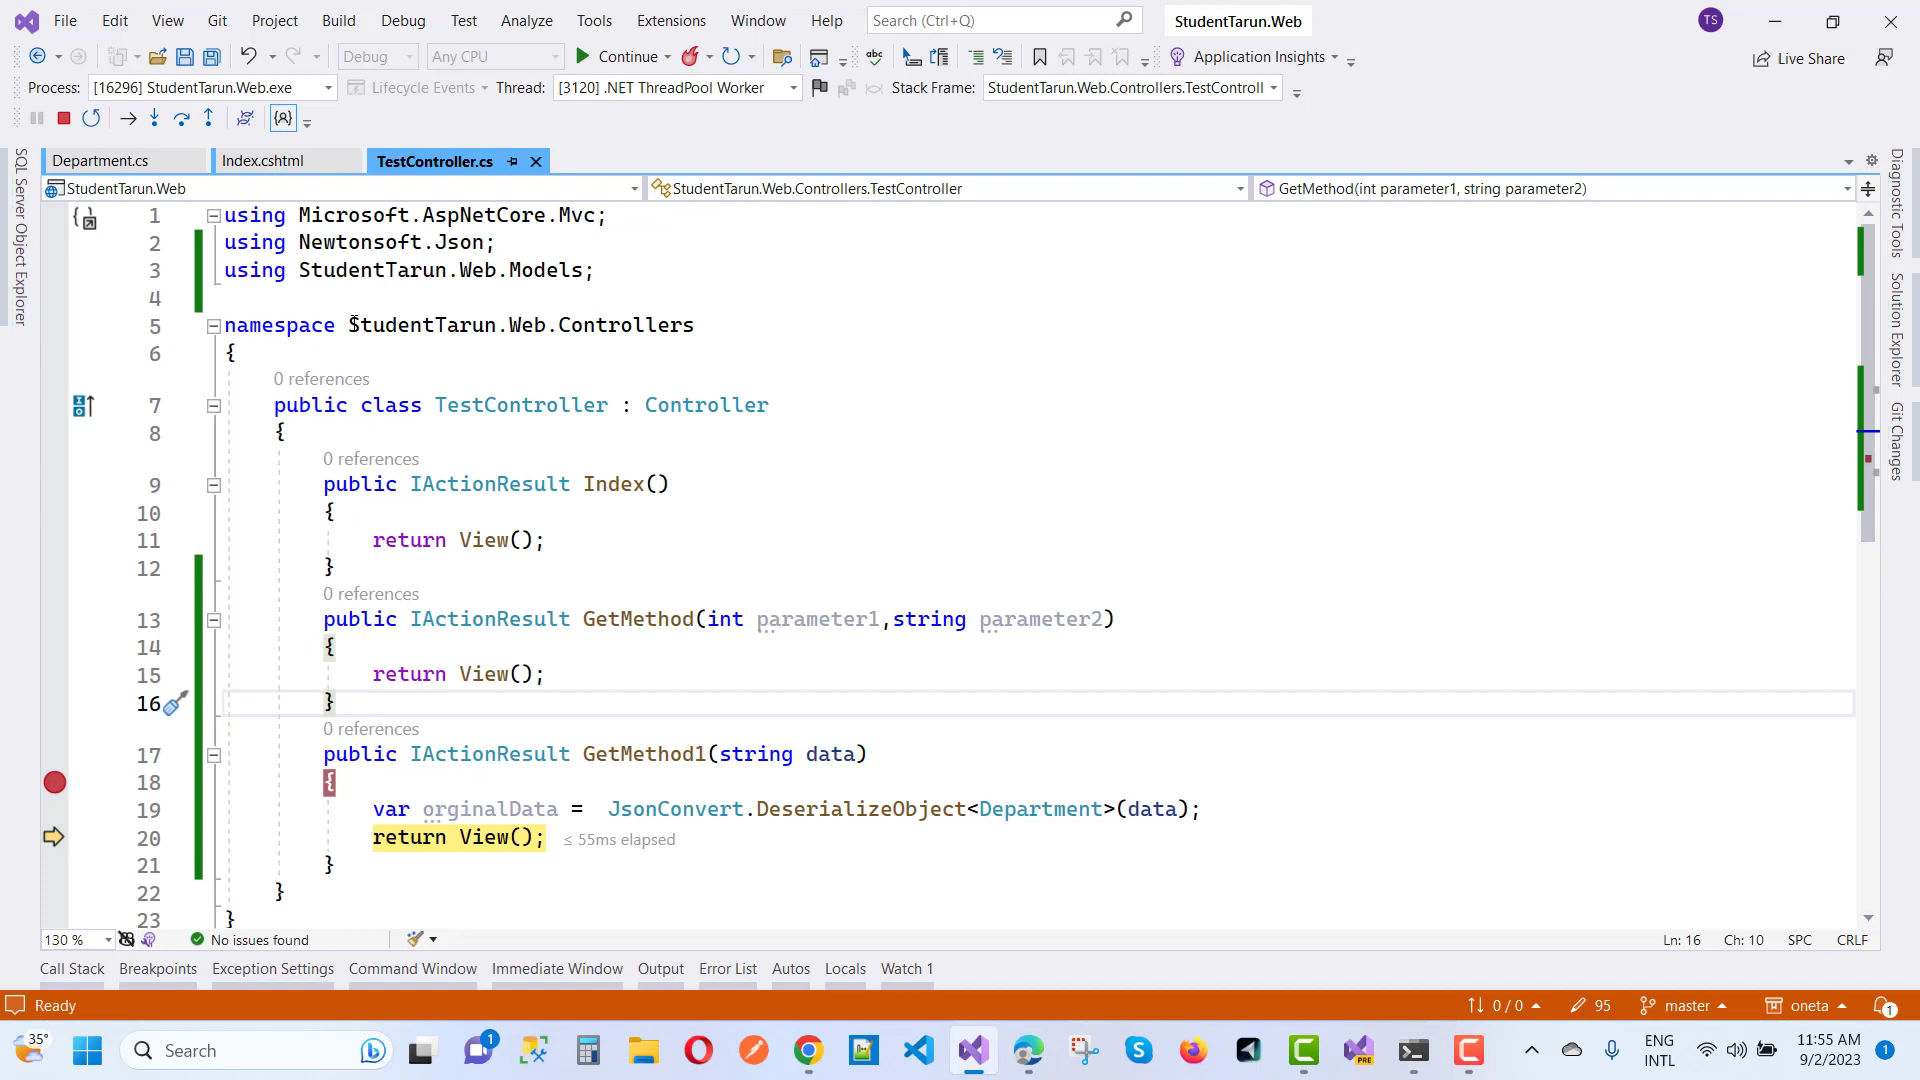 File Edit View Git Project Build Debug Test Analyze Tools Extensions Window Help Search (Ctrl+Q) StudentTarun.Web TS
Debug Any CPU Continue Application Insights Live Share
Process: [16296] StudentTarun.Web.exe Lifecycle Events Thread: [3120] .NET ThreadPool Worker Stack Frame: StudentTarun.Web.Controllers.TestControll
Department.cs Index.cshtml TestController.cs
StudentTarun.Web StudentTarun.Web.Controllers.TestController GetMethod(int parameter1, string parameter2)
SQL Server Object Explorer
1 using Microsoft.AspNetCore.Mvc;
2 using Newtonsoft.Json;
3 using StudentTarun.Web.Models;
4
5 namespace StudentTarun.Web.Controllers
6 {
0 references
7 public class TestController : Controller
8 {
0 references
9 public IActionResult Index()
10 {
11 return View();
12 }
0 references
13 public IActionResult GetMethod(int parameter1,string parameter2)
14 {
15 return View();
16 }
0 references
17 public IActionResult GetMethod1(string data)
18 {
19 var orginalData = JsonConvert.DeserializeObject<Department>(data);
20 return View(); ≤ 55ms elapsed
21 }
22 }
23 }
Diagnostic Tools
Solution Explorer
Git Changes
130 % No issues found Ln: 16 Ch: 10 SPC CRLF
Call Stack Breakpoints Exception Settings Command Window Immediate Window Output Error List Autos Locals Watch 1
Ready 0 / 0 95 master oneta 1
35° Search 1 PRE ENG INTL 11:55 AM 9/2/2023 1